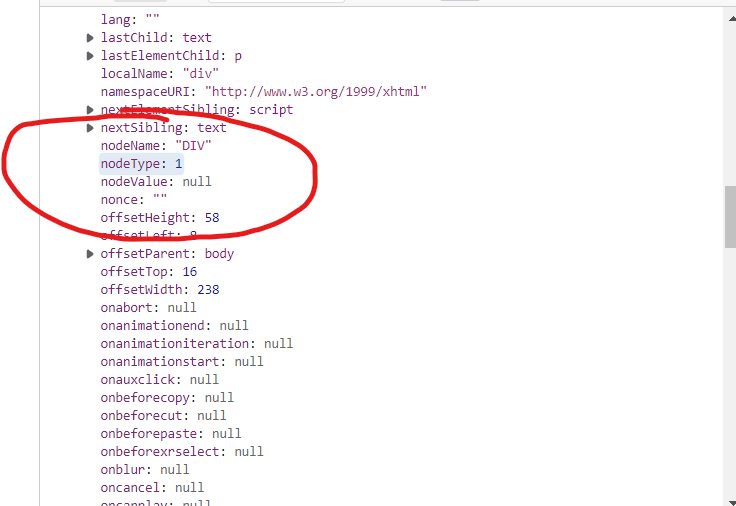 lang: ""
lastChild: text
lastElementChild: p
localName: "div"
namespaceURI: "http://www.w3.org/1999/xhtml"
nextElementSibling: script
nextSibling: text
nodeName: "DIV"
nodeType: 1
nodeValue: null
nonce: ""
offsetHeight: 58
offsetLeft: 
offsetParent: body
offsetTop: 16
offsetWidth: 238
onabort: null
onanimationend: null
onanimationiteration: null
onanimationstart: null
onauxclick: null
onbeforecopy: null
onbeforecut: null
onbeforepaste: null
onbeforexrselect: null
onblur: null
oncancel: null
oncanplay: null